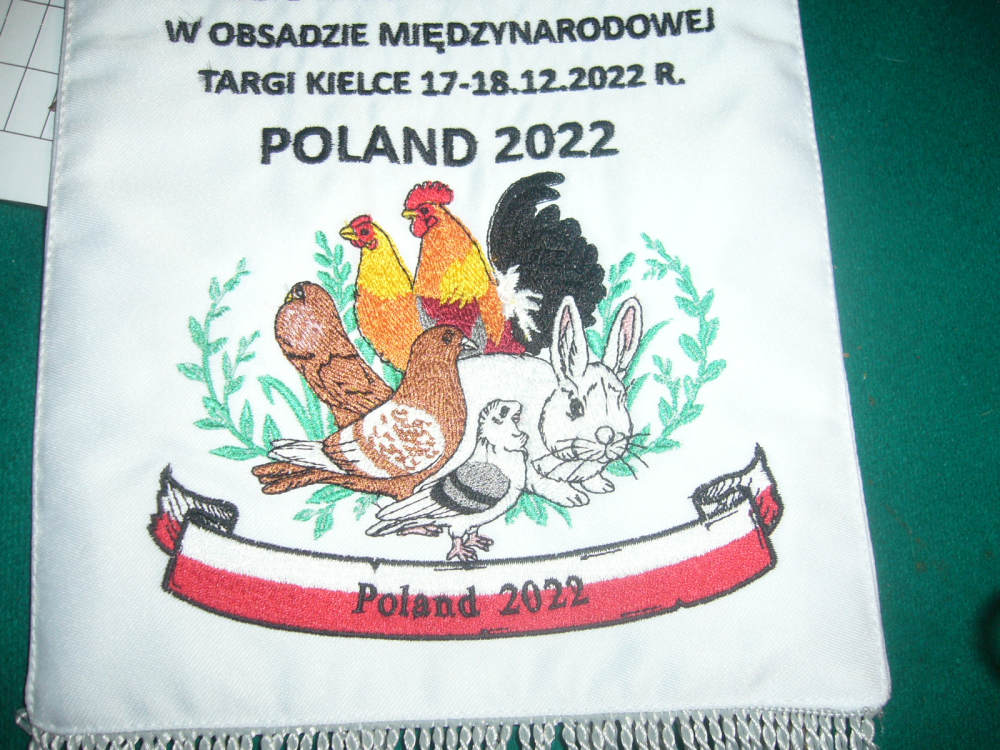 W OBSADZIE MIĘDZYNARODOWEJ
TARGI KIELCE 17-18.12.2022 R.
POLAND 2022
Poland 2022